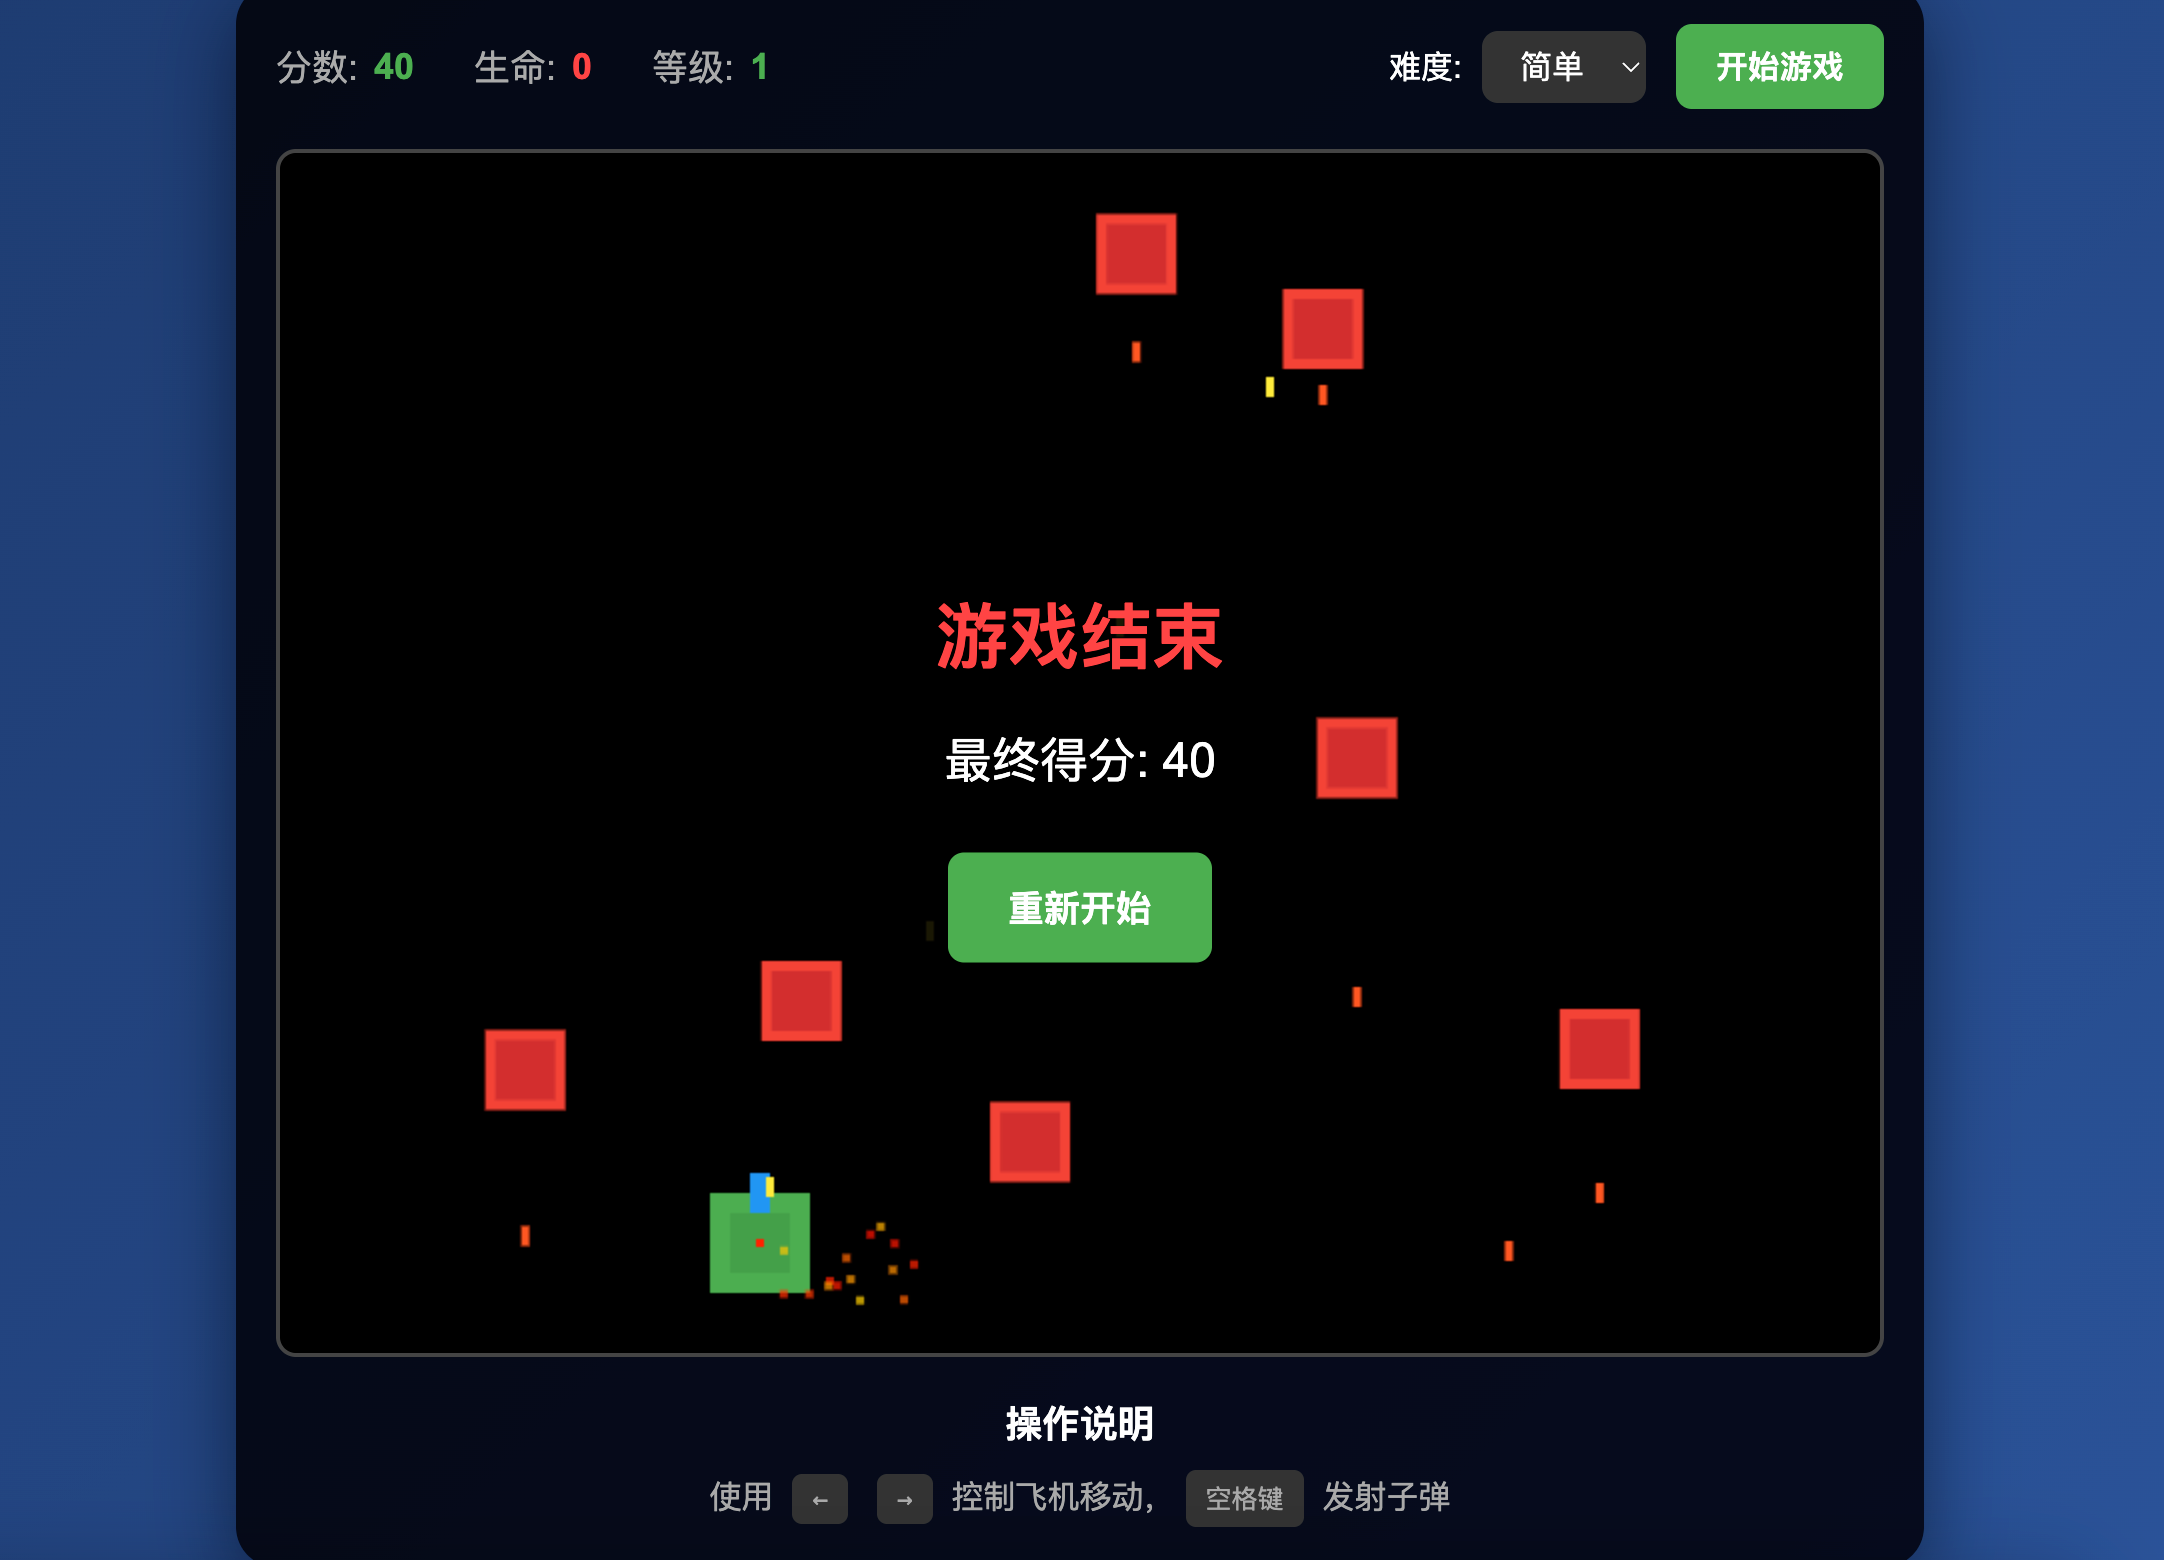 分数: 40 生命: 0 等级: 1 难度: 简单 开始游戏
游戏结束
最终得分: 40
重新开始
操作说明
使用 ← → 控制飞机移动, 空格键 发射子弹